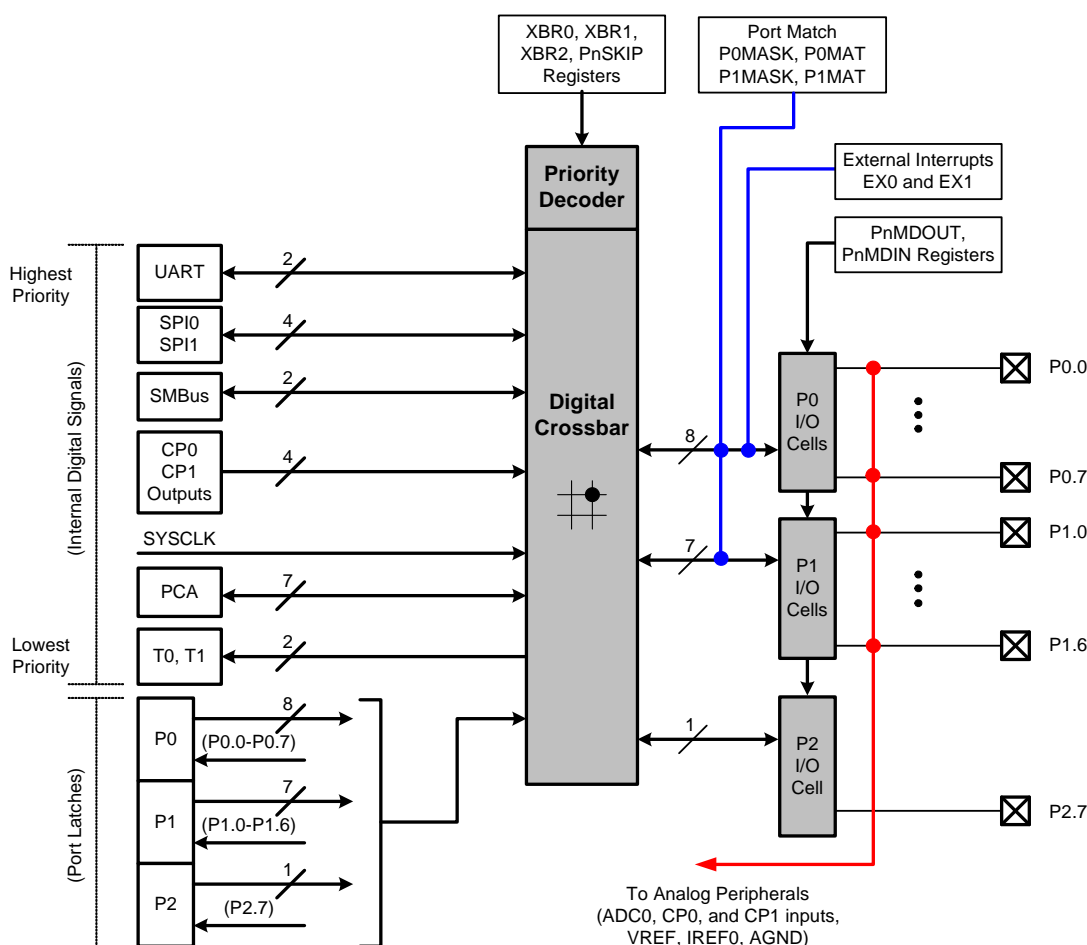 XBR0, XBR1,
XBR2, PnSKIP
Registers
Port Match
P0MASK, P0MAT
P1MASK, P1MAT
External Interrupts
EX0 and EX1
Priority
Decoder
PnMDOUT,
PnMDIN Registers
Highest
Priority
(Internal Digital Signals)
Lowest
Priority
UART
2
SPI0
SPI1
4
SMBus
2
CP0
CP1
Outputs
4
SYSCLK
PCA
7
T0, T1
2
Digital
Crossbar
8
7
1
P0
I/O
Cells
P1
I/O
Cells
P2
I/O
Cell
P0.0
P0.7
P1.0
P1.6
P2.7
(Port Latches)
P0
8
(P0.0-P0.7)
P1
7
(P1.0-P1.6)
P2
1
(P2.7)
To Analog Peripherals
(ADC0, CP0, and CP1 inputs,
VREF, IREF0, AGND)